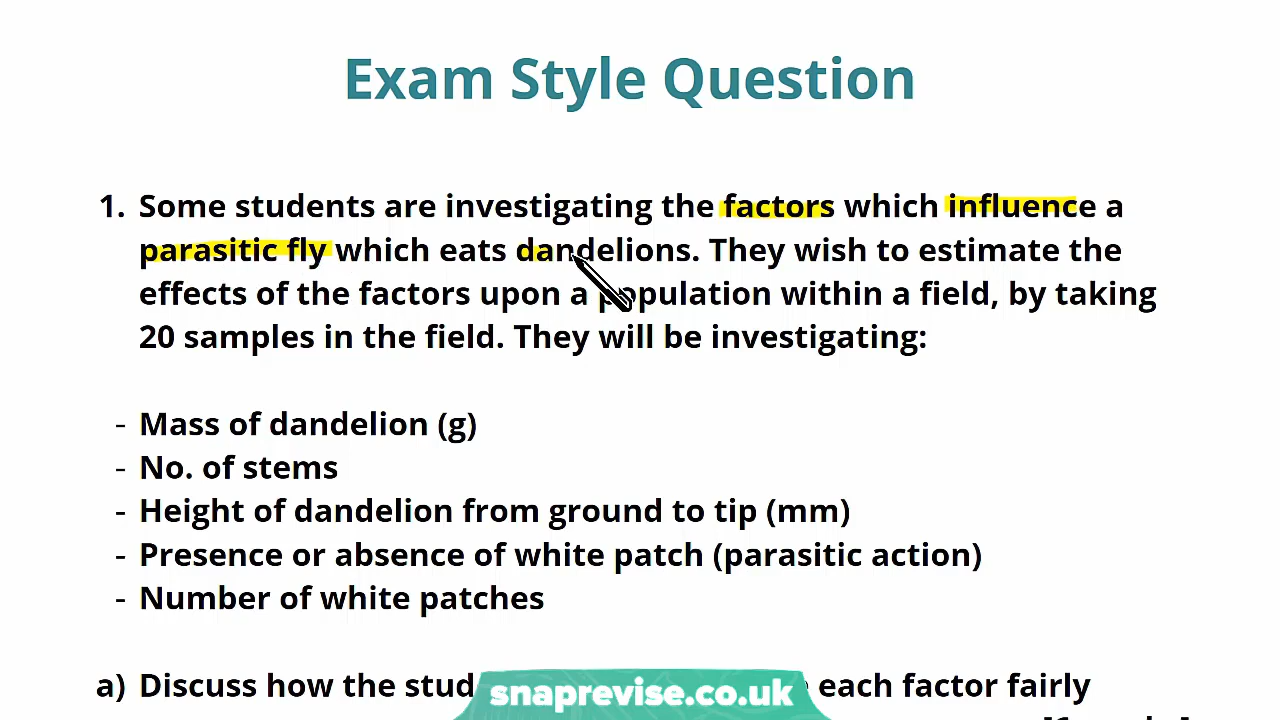 Exam Style Question
1. Some students are investigating the factors which influence a
parasitic fly which eats dandelions. They wish to estimate the
effects of the factors upon a population within a field, by taking
20 samples in the field. They will be investigating:
- Mass of dandelion (g)
- No. of stems
- Height of dandelion from ground to tip (mm)
- Presence or absence of white patch (parasitic action)
- Number of white patches
a) Discuss how the stud each factor fairly
snaprevise.co.uk